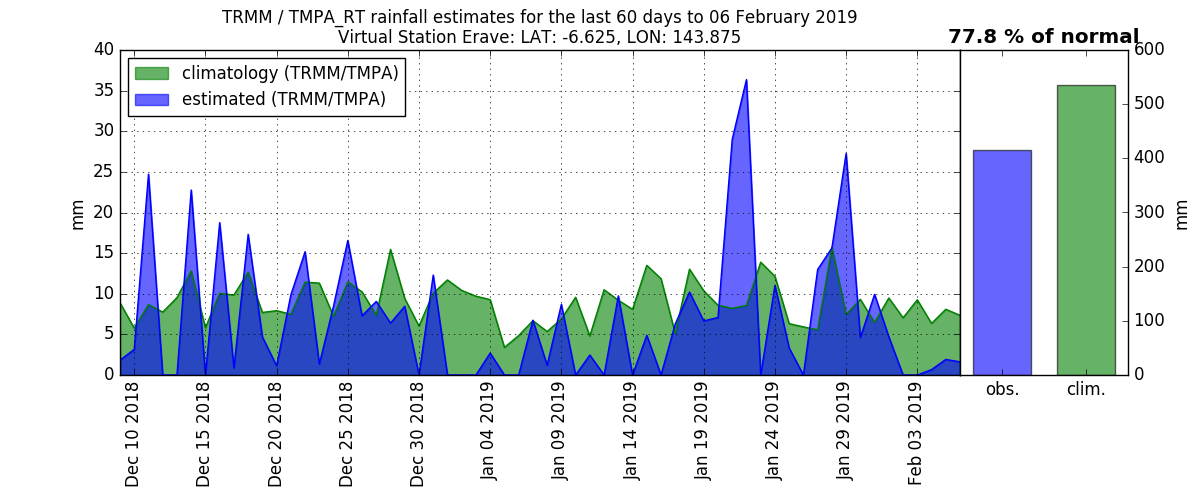 TRMM / TMPA_RT rainfall estimates for the last 60 days to 06 February 2019
Virtual Station Erave: LAT: -6.625, LON: 143.875
77.8 % of normal
climatology (TRMM/TMPA)
estimated (TRMM/TMPA)
40
35
30
25
20
15
10
5
0
mm
Dec 10 2018
Dec 15 2018
Dec 20 2018
Dec 25 2018
Dec 30 2018
Jan 04 2019
Jan 09 2019
Jan 14 2019
Jan 19 2019
Jan 24 2019
Jan 29 2019
Feb 03 2019
obs.
clim.
600
500
400
300
200
100
0
mm